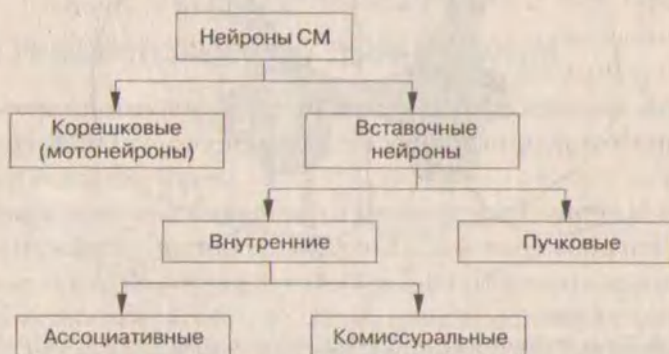 Нейроны СМ
Корешковые
(мотонейроны)
Вставочные
нейроны
Внутренние
Пучковые
Ассоциативные
Комиссуральные